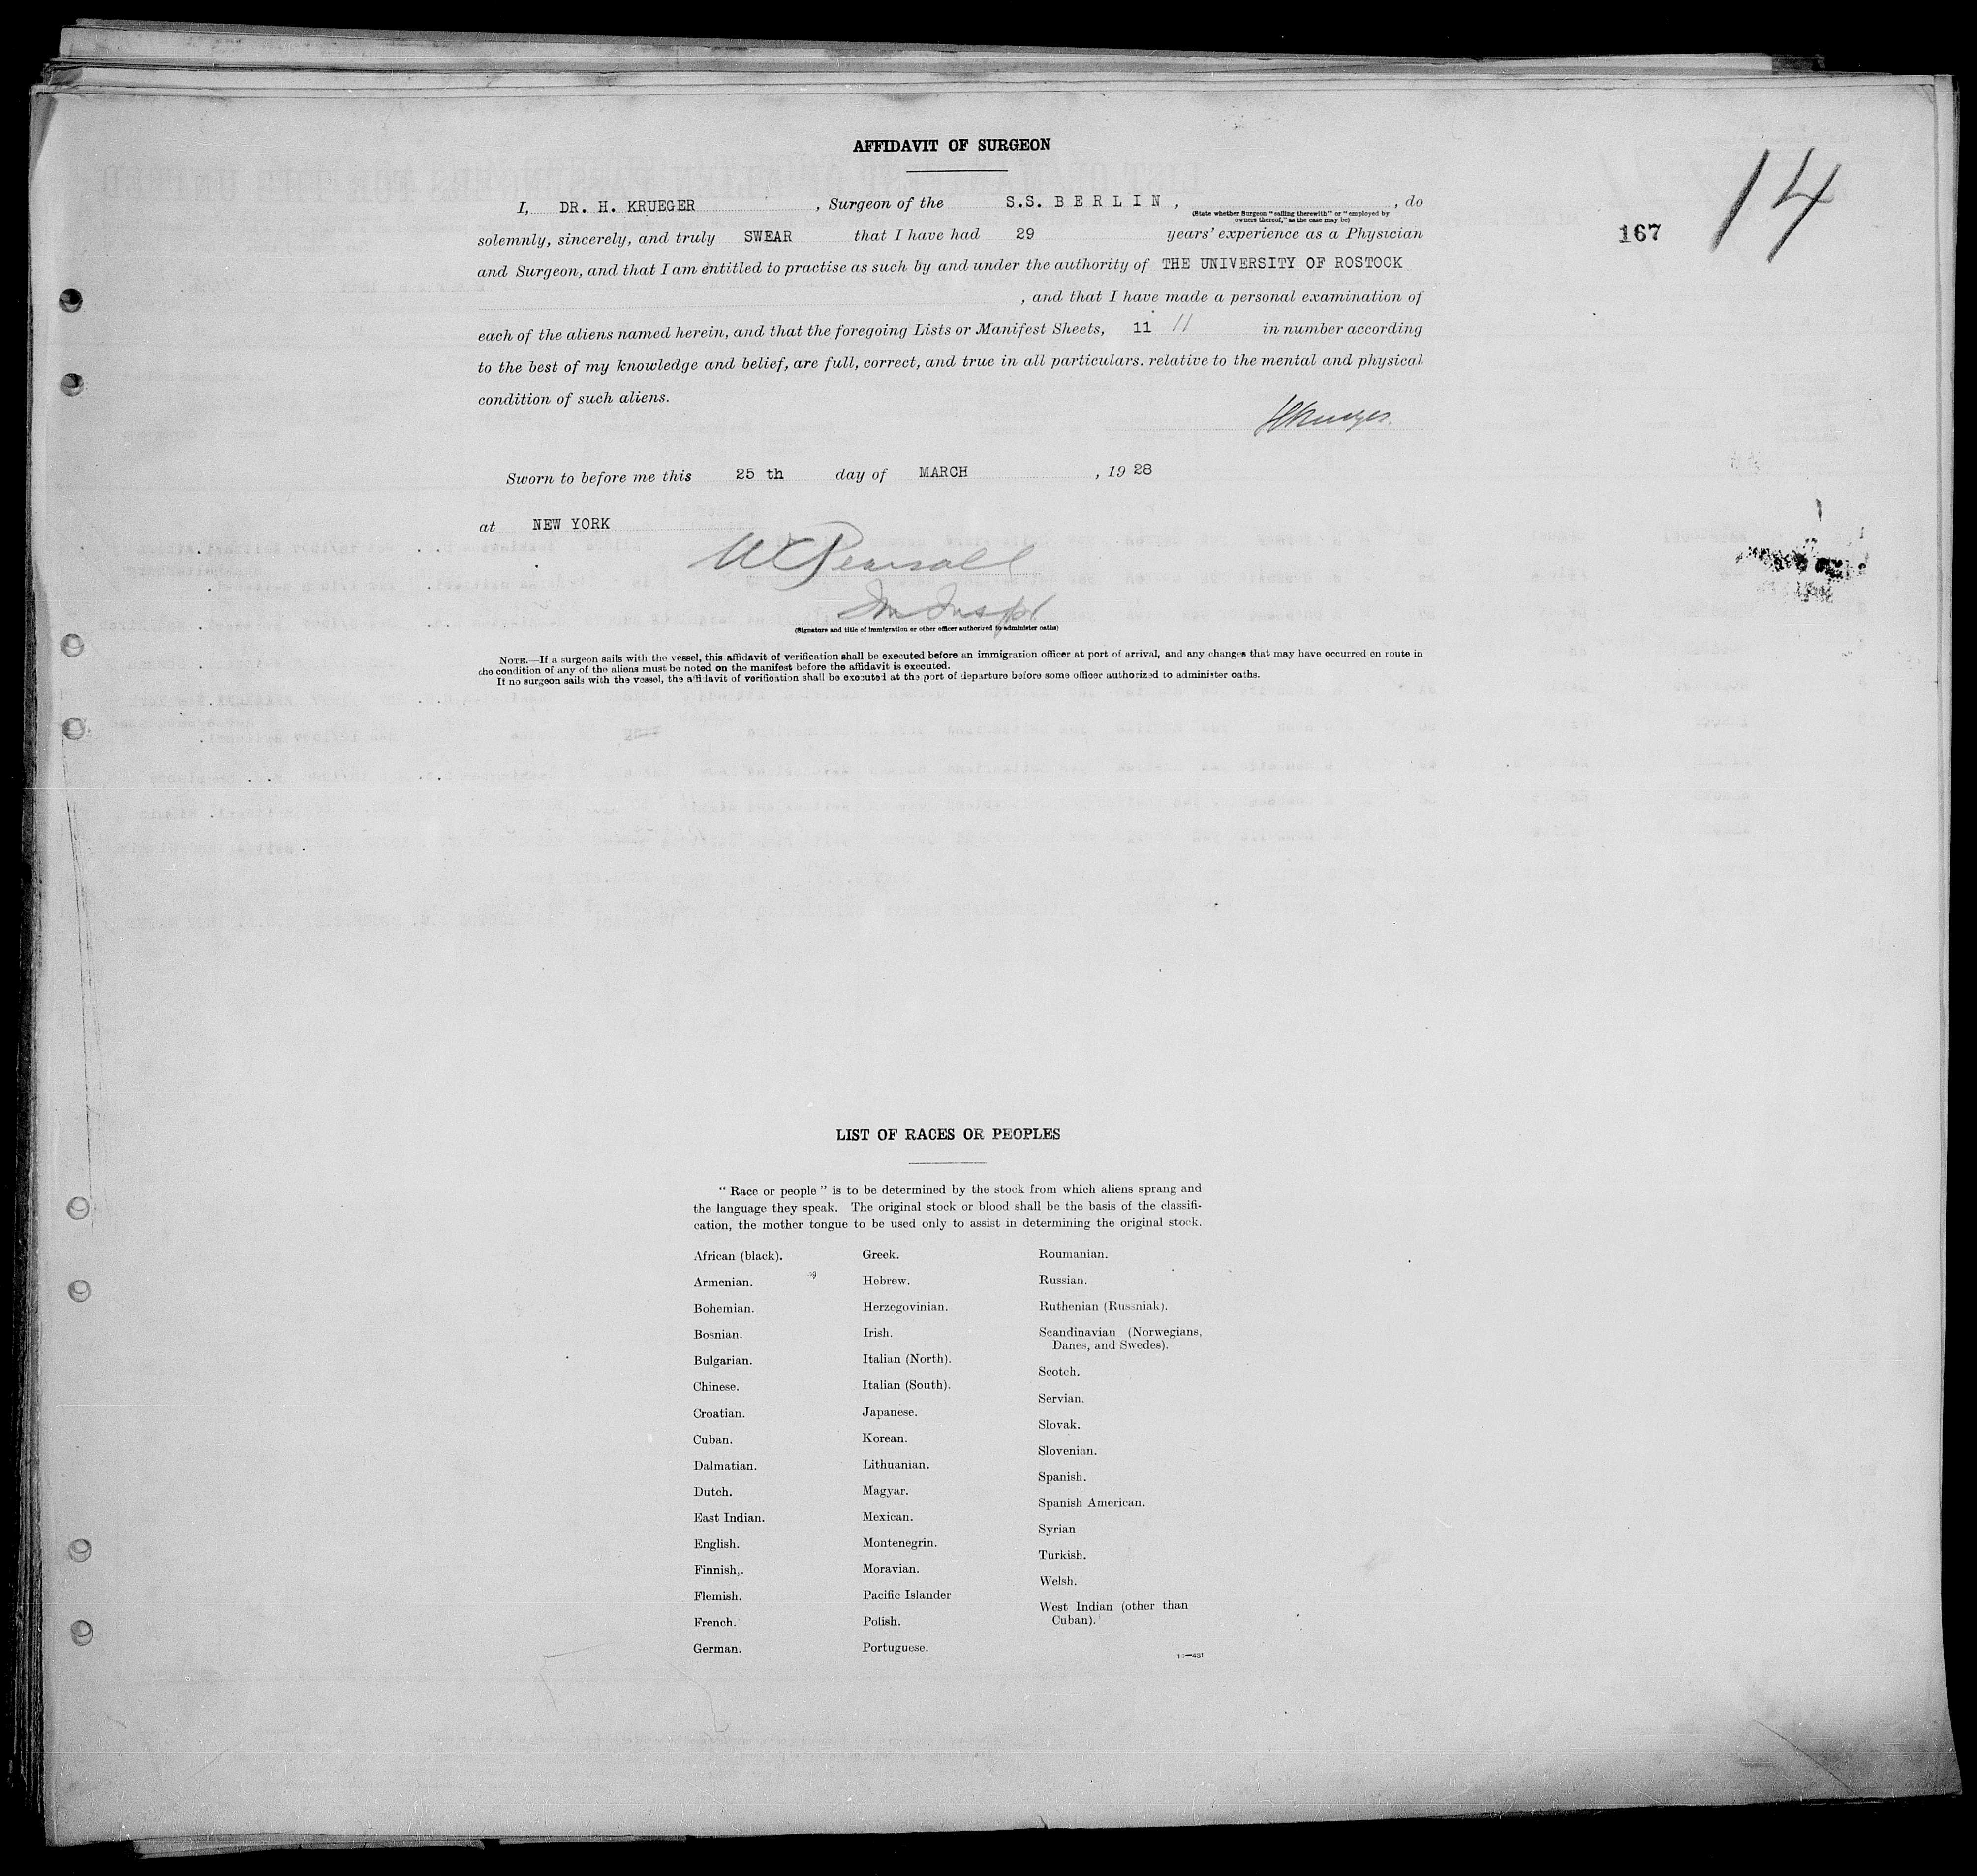 AFFIDAVIT OF SURGEON
14
I, DR. H. KRUEGER , Surgeon of the S.S. B E R L I N , , do
(State whether Surgeon "sailing therewith" or "employed by
owners thereof," as the case may be)
solemnly, sincerely, and truly SWEAR that I have had 29 years' experience as a Physician
167
and Surgeon, and that I am entitled to practise as such by and under the authority of THE UNIVERSITY OF ROSTOCK
, and that I have made a personal examination of
each of the aliens named herein, and that the foregoing Lists or Manifest Sheets, 11 11 in number according
to the best of my knowledge and belief, are full, correct, and true in all particulars. relative to the mental and physical
condition of such aliens.
HKrueger.
Sworn to before me this 25 th day of MARCH , 19 28
at NEW YORK
W Pearsall
Im Inspr
(Signature and title of immigration or other officer authorized to administer oaths)
NOTE.—If a surgeon sails with the vessel, this affidavit of verification shall be executed before an immigration officer at port of arrival, and any changes that may have occurred en route in
the condition of any of the aliens must be noted on the manifest before the affidavit is executed.
If no surgeon sails with the vessel, the affidavit of verification shall be executed at the port of departure before some officer authorized to administer oaths.
LIST OF RACES OR PEOPLES
"Race or people" is to be determined by the stock from which aliens sprang and
the language they speak. The original stock or blood shall be the basis of the classifi-
cation, the mother tongue to be used only to assist in determining the original stock.
African (black).
Armenian.
Bohemian.
Bosnian.
Bulgarian.
Chinese.
Croatian.
Cuban.
Dalmatian.
Dutch.
East Indian.
English.
Finnish.
Flemish.
French.
German.
Greek.
Hebrew.
Herzegovinian.
Irish.
Italian (North).
Italian (South).
Japanese.
Korean.
Lithuanian.
Magyar.
Mexican.
Montenegrin.
Moravian.
Pacific Islander
Polish.
Portuguese.
Roumanian.
Russian.
Ruthenian (Russniak).
Scandinavian (Norwegians,
Danes, and Swedes).
Scotch.
Servian.
Slovak.
Slovenian.
Spanish.
Spanish American.
Syrian
Turkish.
Welsh.
West Indian (other than
Cuban).